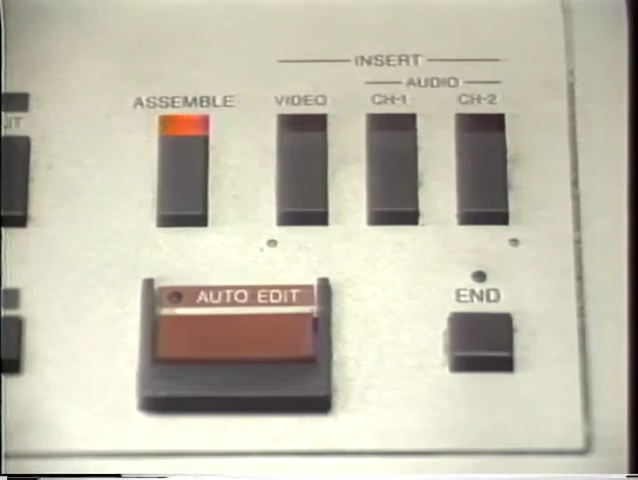 INSERT
AUDIO
ASSEMBLE VIDEO CH-1 CH-2
AUTO EDIT
END